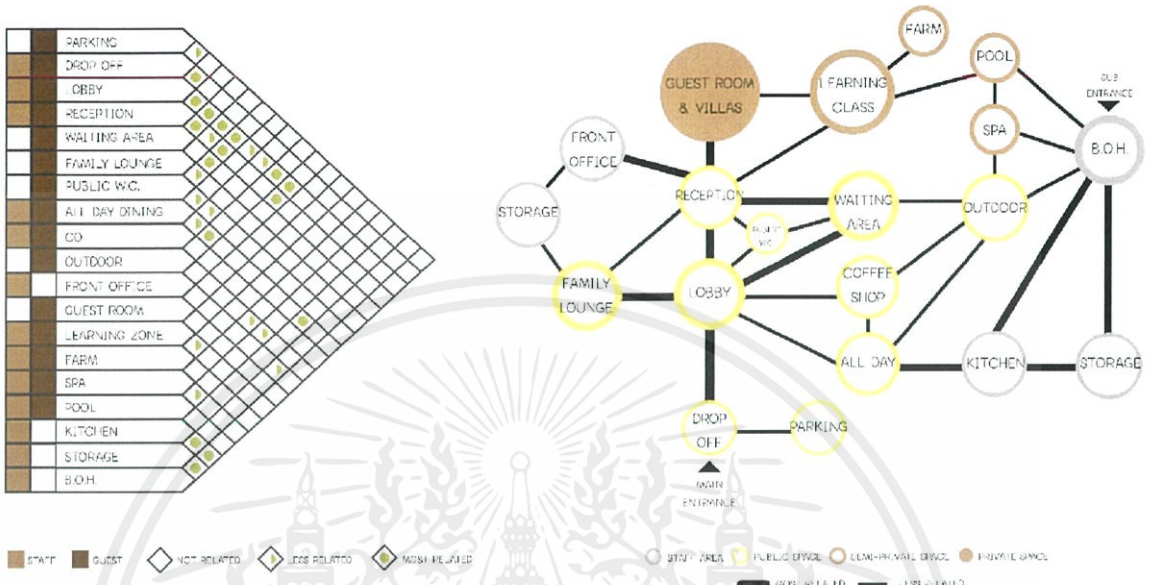 PARKING
DROP OFF
LOBBY
RECEPTION
WAITING AREA
FAMILY LOUNGE
PUBLIC W.C.
ALL DAY DINING
CO
OUTDOOR
FRONT OFFICE
GUEST ROOM
LEARNING ZONE
FARM
SPA
POOL
KITCHEN
STORAGE
B.O.H.
STAFF
GUEST
NOT RELATED
LESS RELATED
MOST RELATED
FARM
POOL
GUEST ROOM
& VILLAS
LEARNING
CLASS
SUB
ENTRANCE
SPA
B.O.H.
FRONT
OFFICE
STORAGE
RECEPTION
WAITING
AREA
OUTDOOR
PUBLIC
W.C.
FAMILY
LOUNGE
LOBBY
COFFEE
SHOP
ALL DAY
KITCHEN
STORAGE
DROP
OFF
PARKING
MAIN
ENTRANCE
STAFF AREA
PUBLIC SPACE
SEMI-PRIVATE SPACE
PRIVATE SPACE
MOST RELATED
LESS RELATED